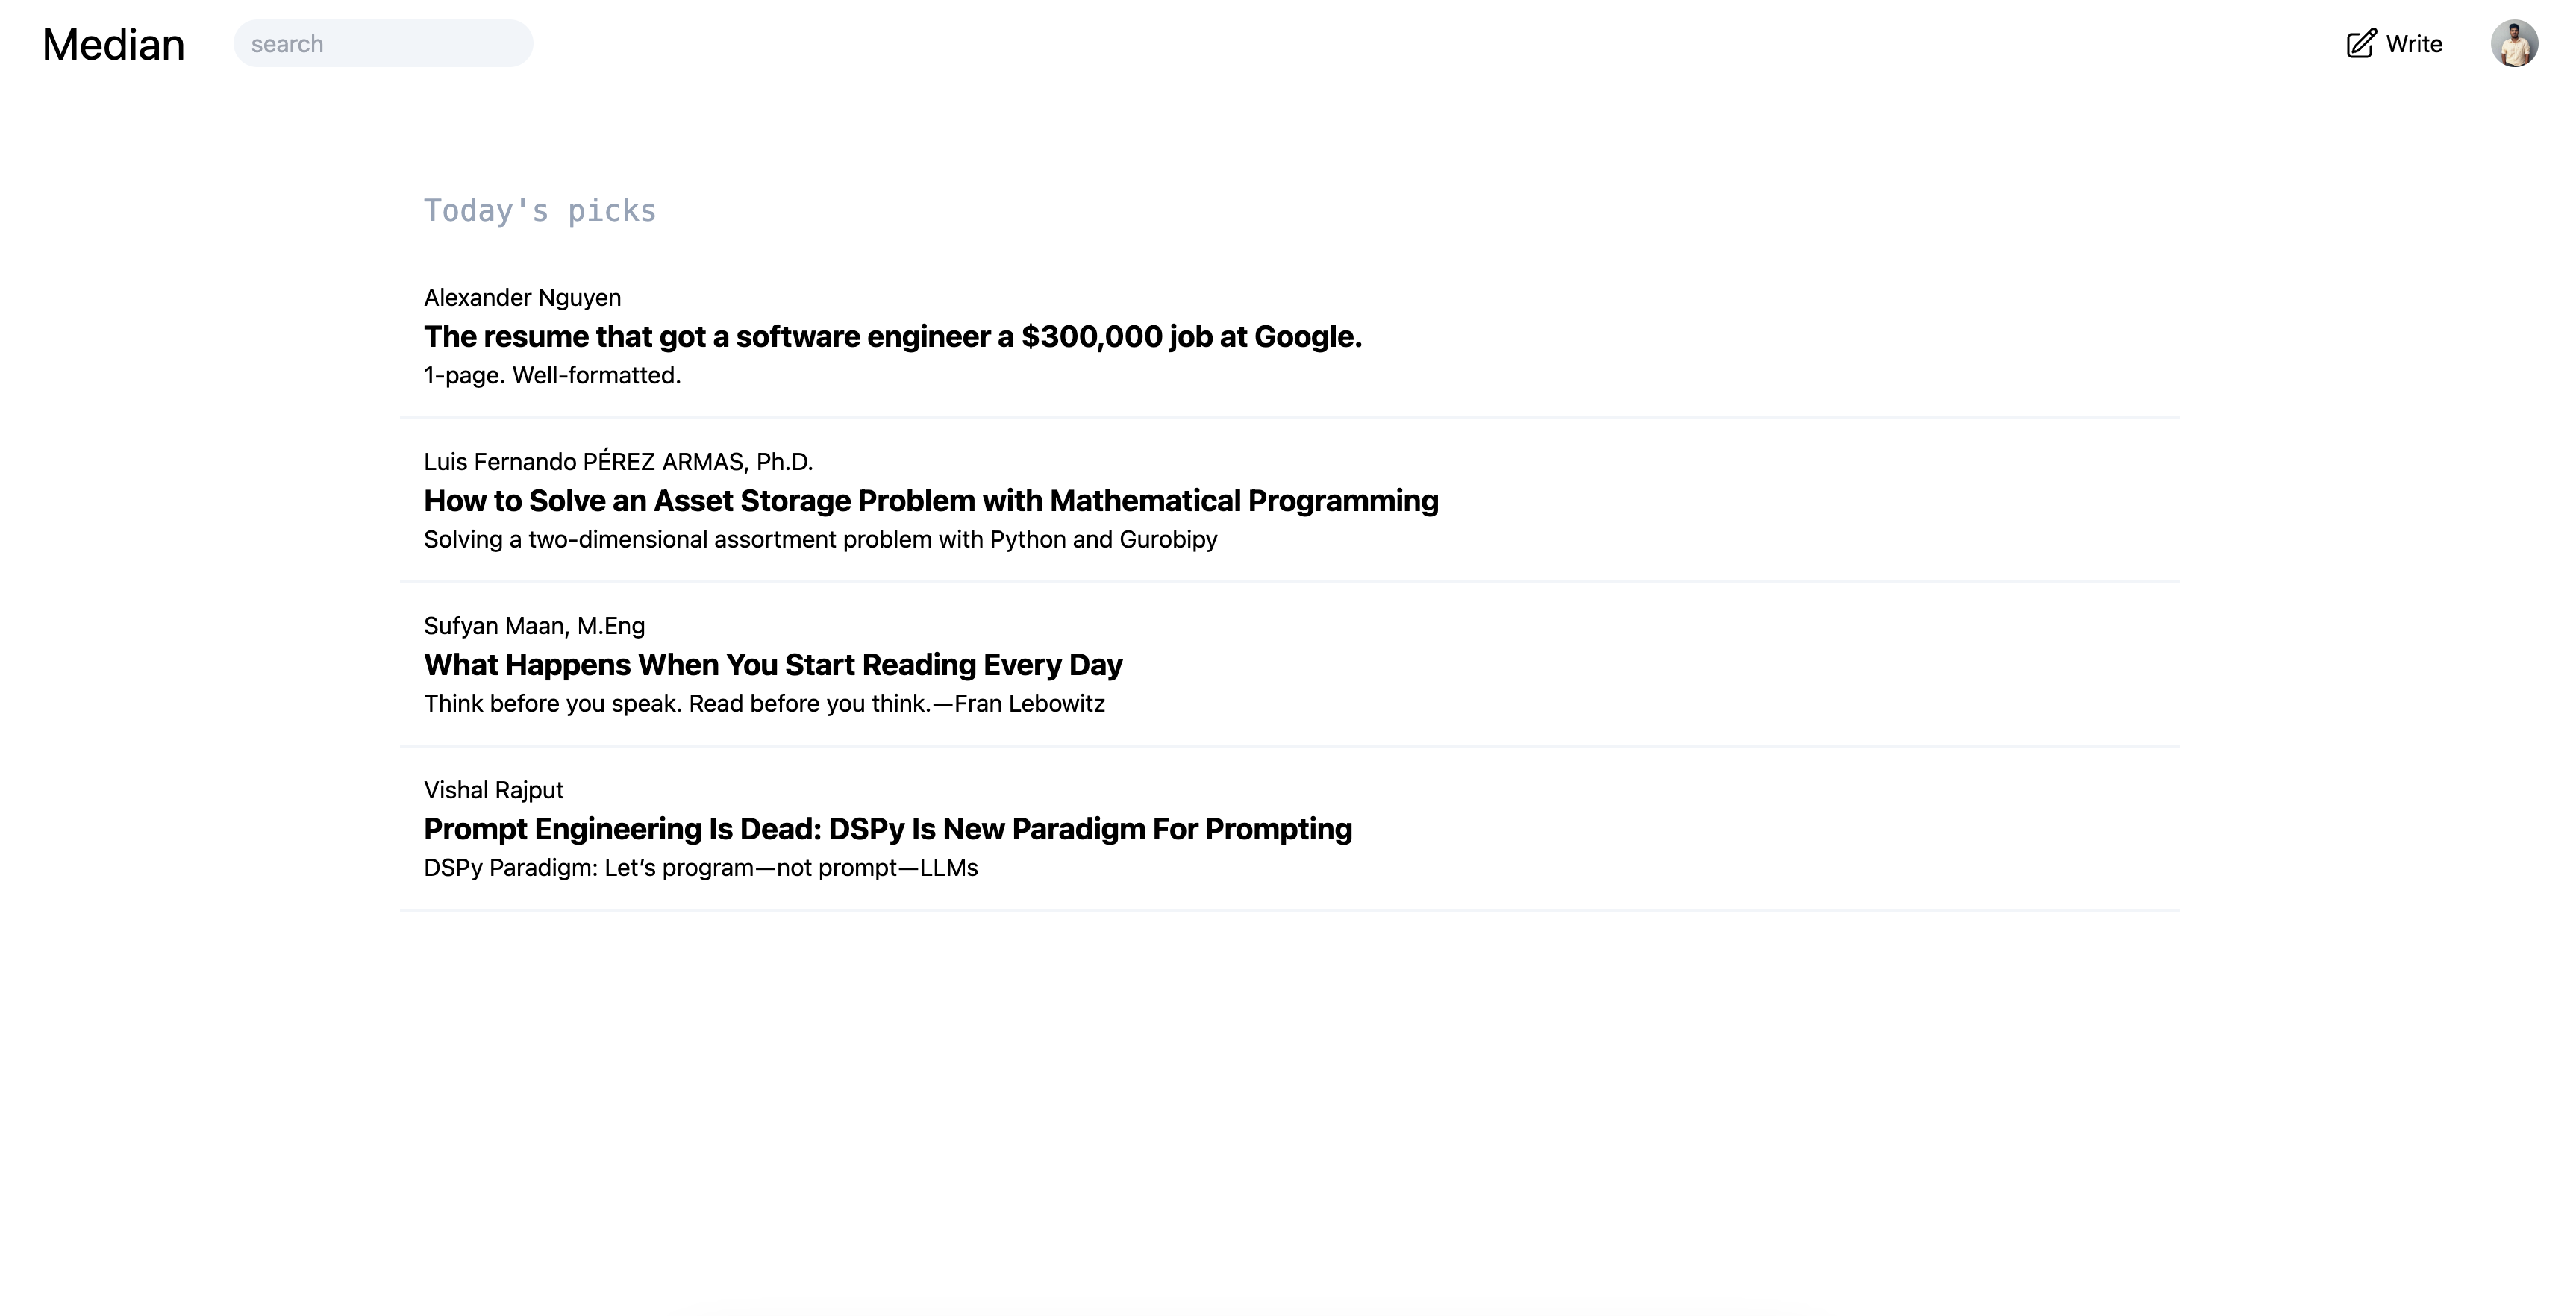 Median
search
Write
Today's picks
Alexander Nguyen
The resume that got a software engineer a $300,000 job at Google.
1-page. Well-formatted.
Luis Fernando PÉREZ ARMAS, Ph.D.
How to Solve an Asset Storage Problem with Mathematical Programming
Solving a two-dimensional assortment problem with Python and Gurobipy
Sufyan Maan, M.Eng
What Happens When You Start Reading Every Day
Think before you speak. Read before you think.—Fran Lebowitz
Vishal Rajput
Prompt Engineering Is Dead: DSPy Is New Paradigm For Prompting
DSPy Paradigm: Let’s program—not prompt—LLMs